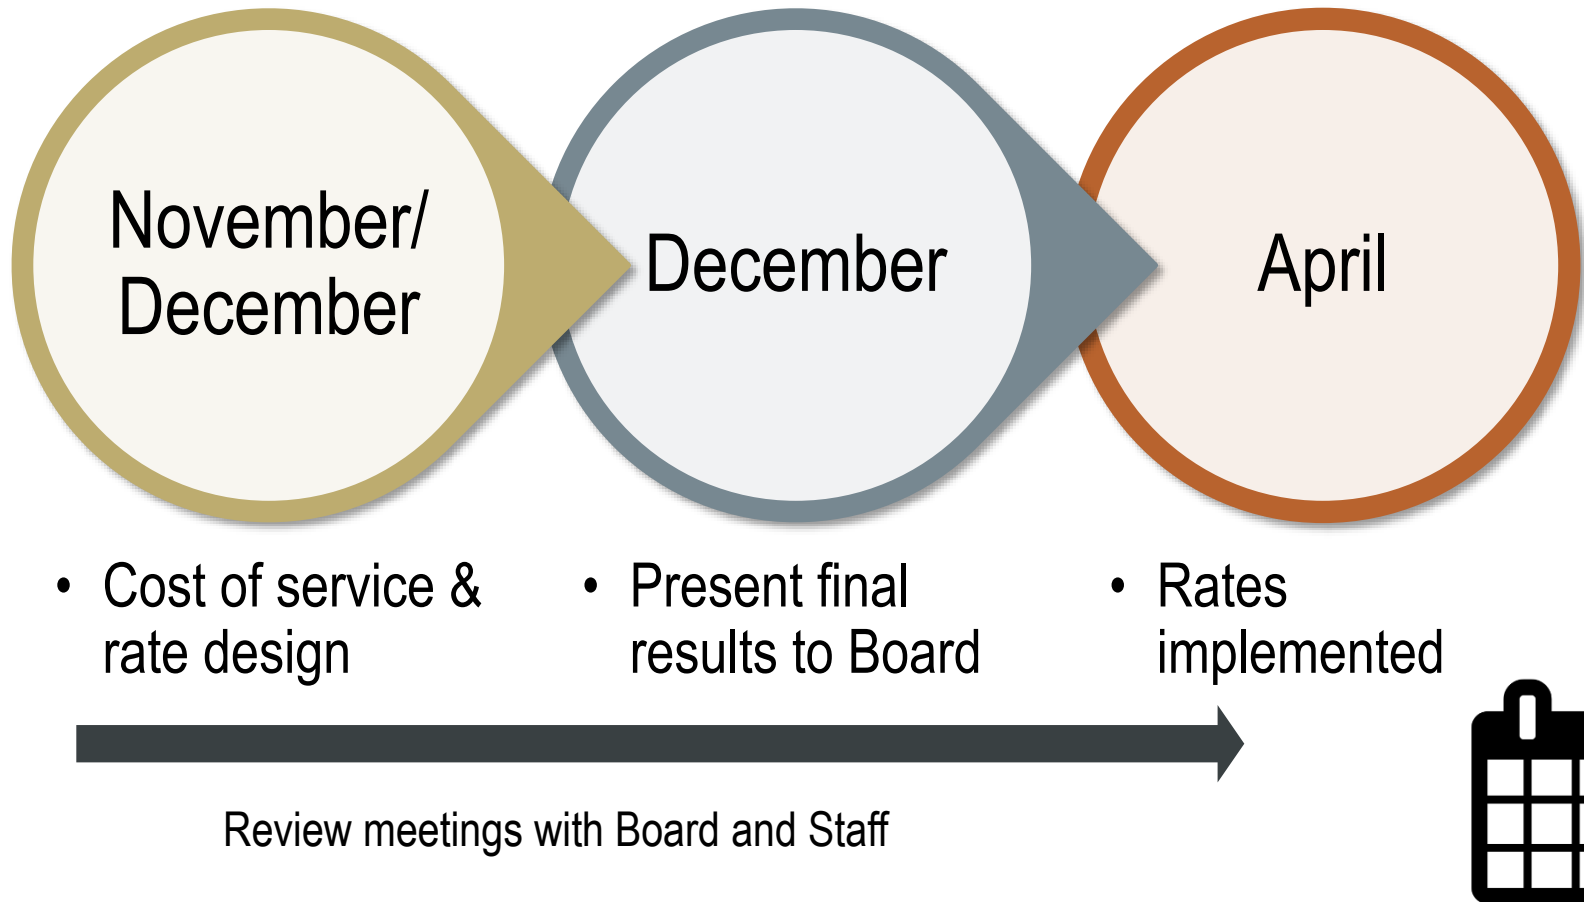 November/
December
December
April
• Cost of service &
rate design
• Present final
results to Board
• Rates
implemented
Review meetings with Board and Staff